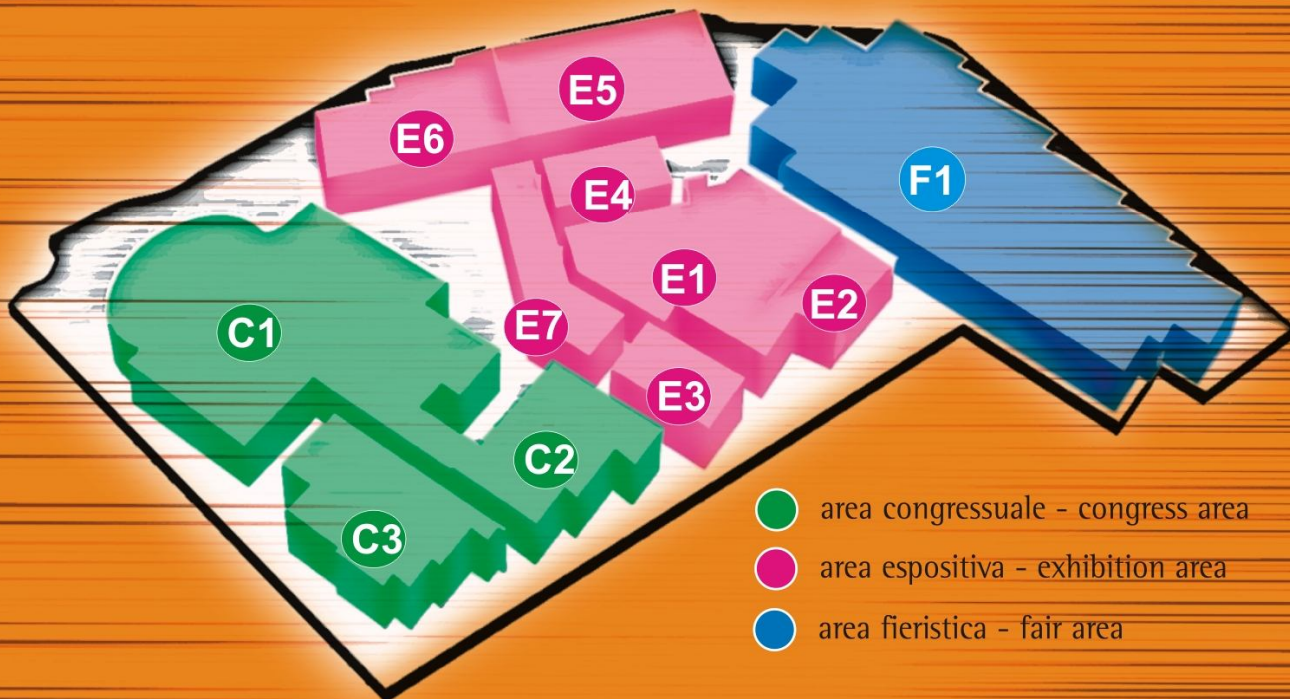 E5
E6
E4
F1
E1
E2
E7
C1
E3
C2
C3
area congressuale - congress area
area espositiva - exhibition area
area fieristica - fair area